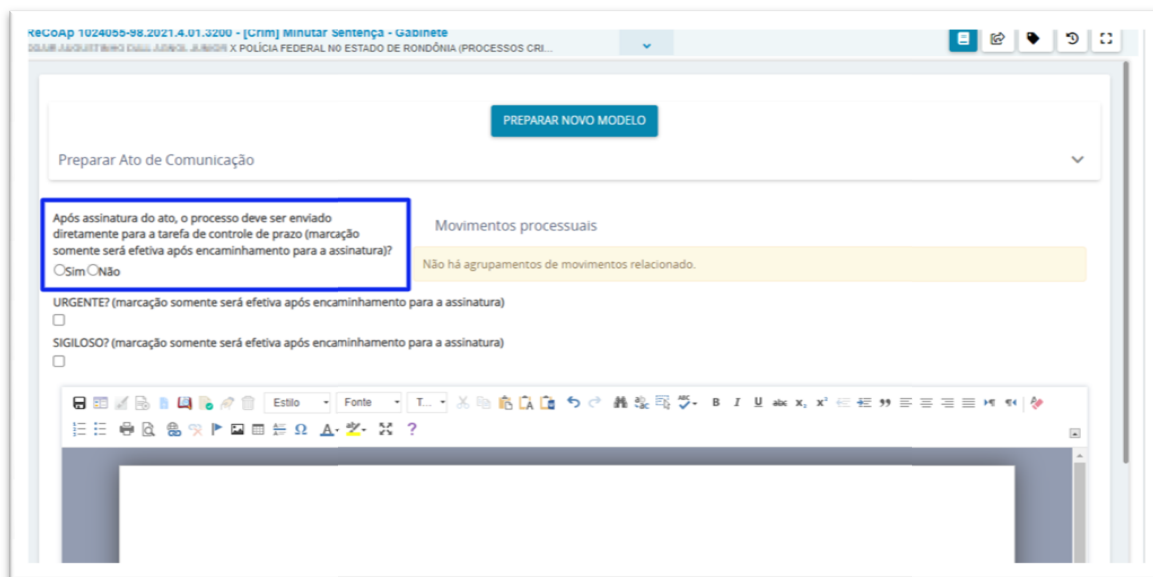 ReCoAp 1024055-98.2021.4.01.3200 - [Crim] Minutar Sentença - Gabinete
X POLÍCIA FEDERAL NO ESTADO DE RONDÔNIA (PROCESSOS CRI...
PREPARAR NOVO MODELO
Preparar Ato de Comunicação
Após assinatura do ato, o processo deve ser enviado
diretamente para a tarefa de controle de prazo (marcação
somente será efetiva após encaminhamento para a assinatura)?
Sim Não
Movimentos processuais
Não há agrupamentos de movimentos relacionado.
URGENTE? (marcação somente será efetiva após encaminhamento para a assinatura)
SIGILOSO? (marcação somente será efetiva após encaminhamento para a assinatura)
Estilo Fonte T...